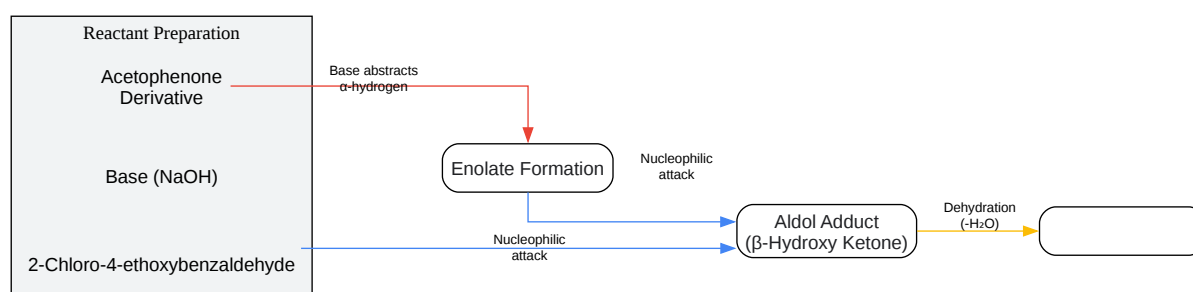 Reactant Preparation
Acetophenone
Derivative
Base (NaOH)
2-Chloro-4-ethoxybenzaldehyde
Base abstracts
α-hydrogen
Enolate Formation
Nucleophilic
attack
Nucleophilic
attack
Aldol Adduct
(β-Hydroxy Ketone)
Dehydration
(-H₂O)